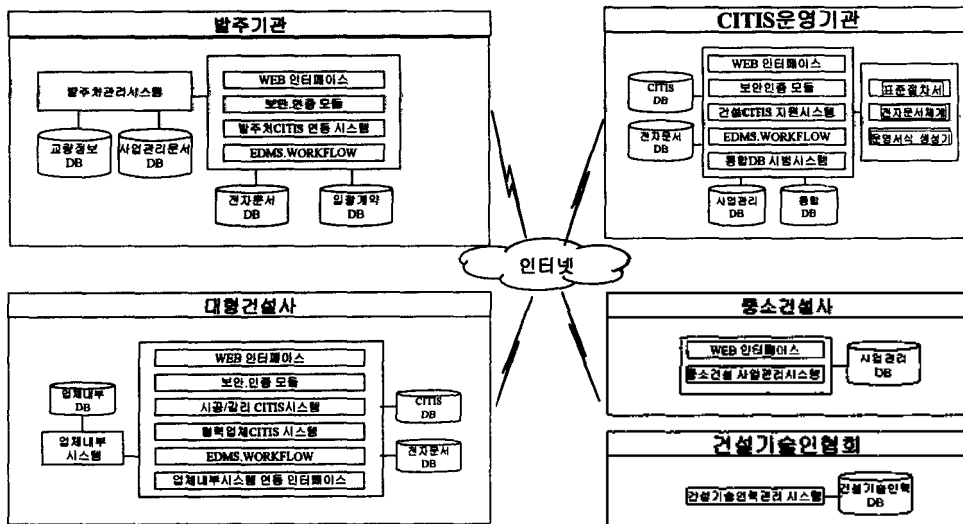 발주기관
WEB 인터페이스
보안.인증 모듈
발주처CITIS 연동 시스템
EDMS.WORKFLOW
발주처관리시스템
교량정보
DB
사업관리문서
DB
전자문서
DB
입찰계약
DB
CITIS운영기관
WEB 인터페이스
보안인증 모듈
건설CITIS 지원시스템
EDMS.WORKFLOW
통합DB 시범시스템
CITIS
DB
전자문서
DB
표준절차서
전자문서체계
운영서식 생성기
사업관리
DB
통합
DB
인터넷
대형건설사
WEB 인터페이스
보안.인증 모듈
시공/감리 CITIS시스템
협력업체CITIS 시스템
EDMS.WORKFLOW
업체내부시스템 연동 인터페이스
업체내부
DB
업체내부
시스템
CITIS
DB
전자문서
DB
중소건설사
WEB 인터페이스
중소건설 사업관리시스템
사업관리
DB
건설기술인협회
건설기술인력관리 시스템
건설기술인력
DB